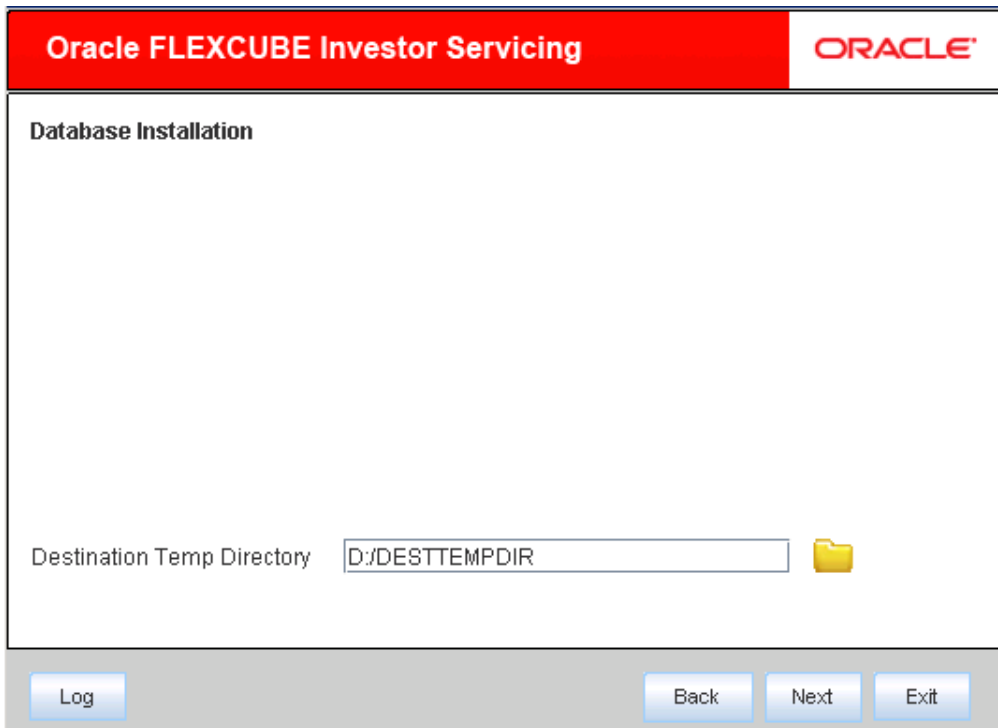 Oracle FLEXCUBE Investor Servicing
ORACLE
Database Installation
Destination Temp Directory
D:/DESTTEMPDIR
Log
Back
Next
Exit